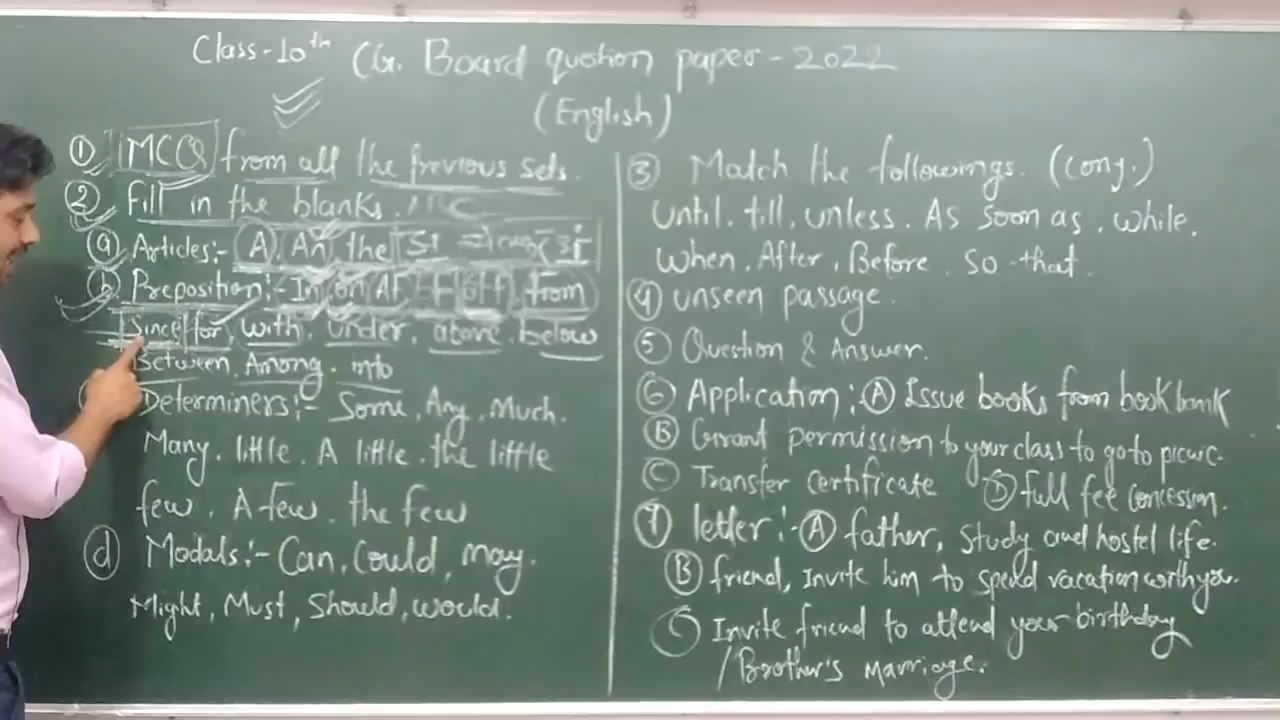 Class-10th CG. Board quotion paper - 2022
(English)
① MCQ from all the previous sets.
② Fill in the blanks.
ⓐ Articles:- A, An, the
ⓑ Preposition:- In, on, At, off, from
Since, for, with, under, above, below
Between, Among, into
Determiners:- Some, Any, Much.
Many. little. A little. the little
few. A few. the few
ⓓ Modals:- Can, Could, may.
Might, Must, Should, would.
③ Match the followings. (conj.)
Until, till, unless. As soon as, while,
When, After, Before, So-that.
④ unseen passage.
⑤ Question & Answer.
⑥ Application:- Ⓐ Issue books from book bank
Ⓑ Grant permission to your class to go to picnic.
Ⓒ Transfer certificate Ⓓ full fee concession.
⑦ letter:- Ⓐ father, study and hostel life.
Ⓑ friend, Invite him to spend vacation with you.
Ⓒ Invite friend to attend your birthday
/Brother's marriage.